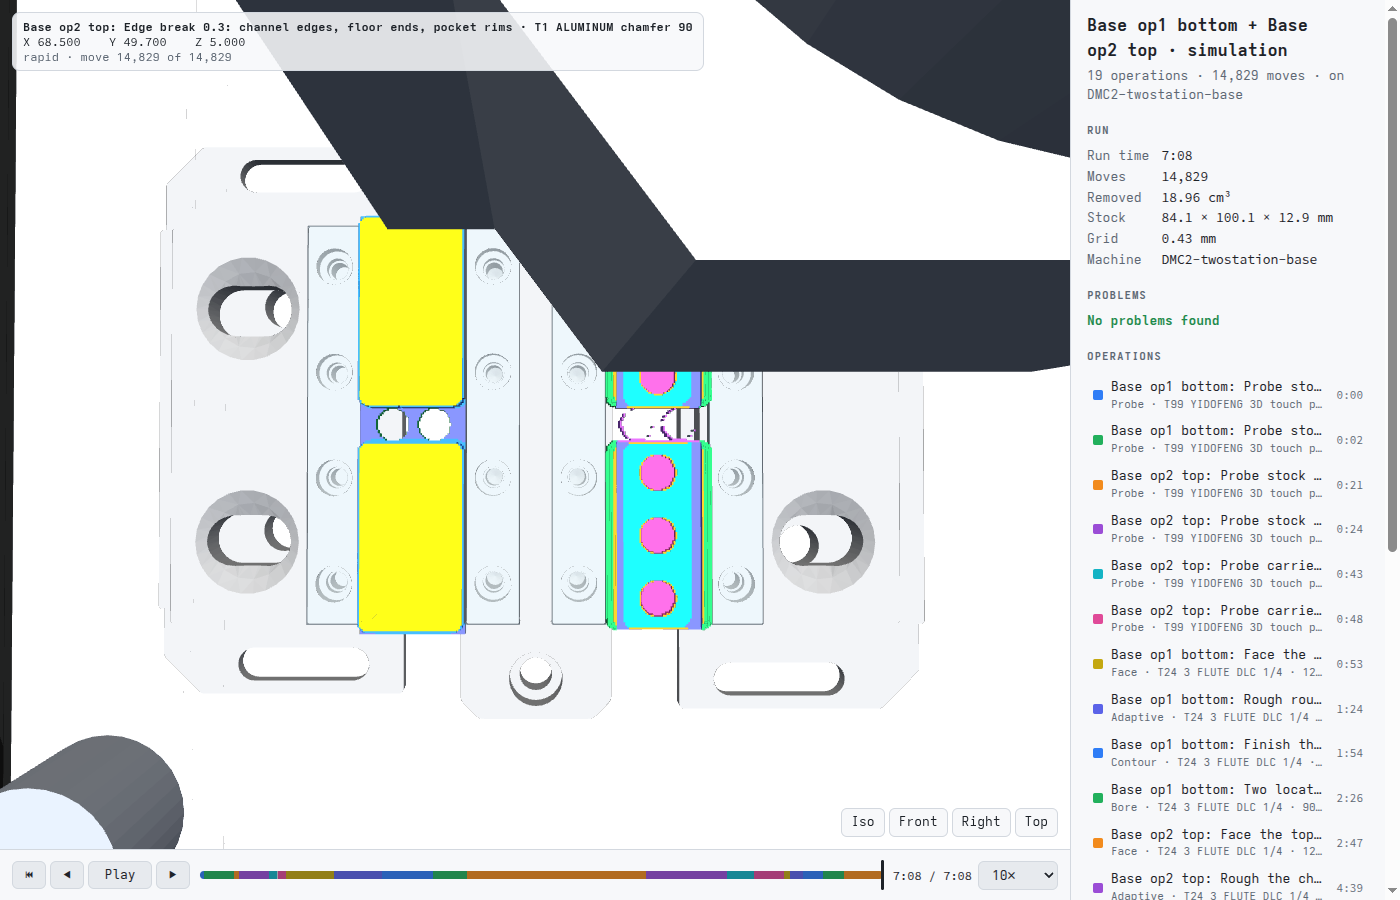 Base op2 top: Edge break 0.3: channel edges, floor ends, pocket rims · T1 ALUMINUM chamfer 90
X 68.500 Y 49.700 Z 5.000
rapid · move 14,829 of 14,829
Iso Front Right Top
⏮ ◀ Play ▶ 7:08 / 7:08 10×
Base op1 bottom + Base
op2 top · simulation
19 operations · 14,829 moves · on
DMC2-twostation-base
RUN
Run time 7:08
Moves 14,829
Removed 18.96 cm³
Stock 84.1 × 100.1 × 12.9 mm
Grid 0.43 mm
Machine DMC2-twostation-base
PROBLEMS
No problems found
OPERATIONS
Base op1 bottom: Probe sto… 0:00
Probe · T99 YIDOFENG 3D touch p…
Base op1 bottom: Probe sto… 0:02
Probe · T99 YIDOFENG 3D touch p…
Base op2 top: Probe stock … 0:21
Probe · T99 YIDOFENG 3D touch p…
Base op2 top: Probe stock … 0:24
Probe · T99 YIDOFENG 3D touch p…
Base op2 top: Probe carrie… 0:43
Probe · T99 YIDOFENG 3D touch p…
Base op2 top: Probe carrie… 0:48
Probe · T99 YIDOFENG 3D touch p…
Base op1 bottom: Face the … 0:53
Face · T24 3 FLUTE DLC 1/4 · 12…
Base op1 bottom: Rough rou… 1:24
Adaptive · T24 3 FLUTE DLC 1/4 …
Base op1 bottom: Finish th… 1:54
Contour · T24 3 FLUTE DLC 1/4 ·…
Base op1 bottom: Two locat… 2:26
Bore · T24 3 FLUTE DLC 1/4 · 90…
Base op2 top: Face the top… 2:47
Face · T24 3 FLUTE DLC 1/4 · 12…
Base op2 top: Rough the ch… 4:39
Adaptive · T24 3 FLUTE DLC 1/4 …